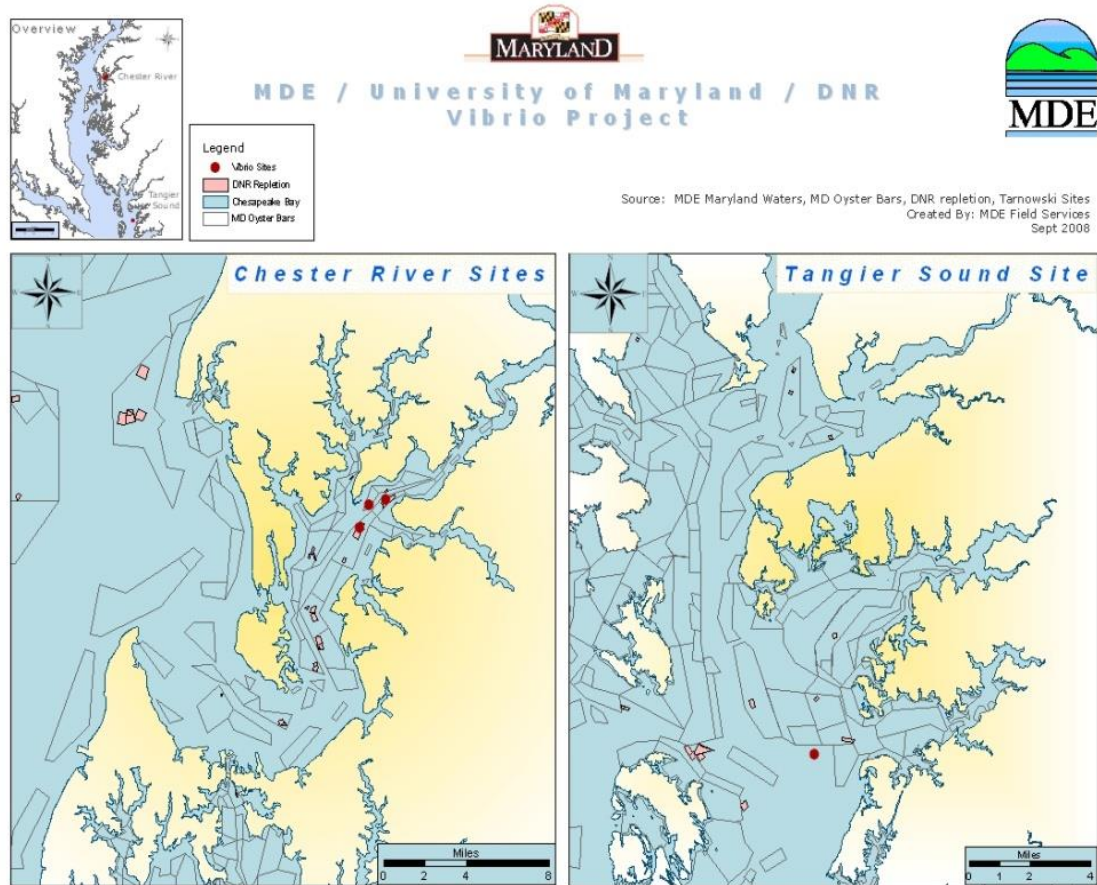 Overview
Chester River
Tangier
Sound
MARYLAND
MDE / University of Maryland / DNR
Vibrio Project
MDE
Legend
Vibrio Sites
DNR Repletion
Chesapeake Bay
MD Oyster Bars
Source: MDE Maryland Waters, MD Oyster Bars, DNR repletion, Tarnowski Sites
Created By: MDE Field Services
Sept 2008
Chester River Sites
N
W E
S
Miles
0 2 4 8
Tangier Sound Site
N
W E
S
Miles
0 1 2 4